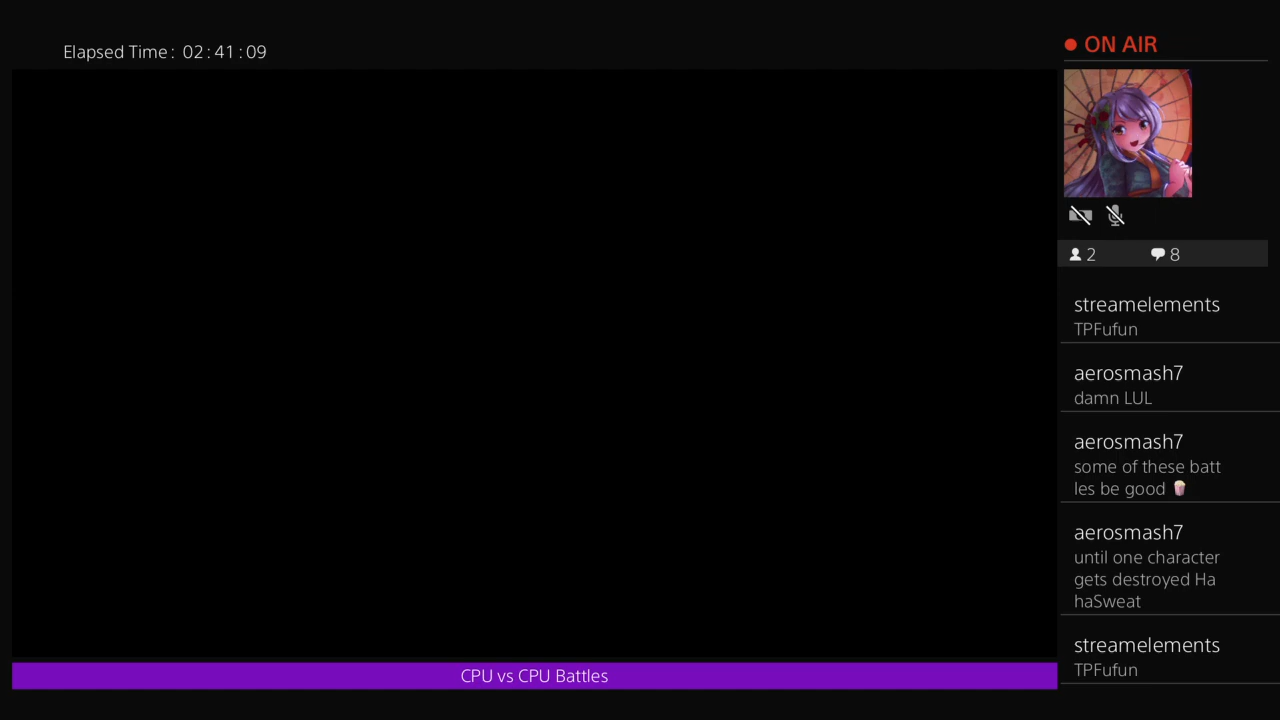 Elapsed Time: 02:41:09
ON AIR
2 8
streamelements
TPFufun
aerosmash7
damn LUL
aerosmash7
some of these batt
les be good 🍿
aerosmash7
until one character
gets destroyed Ha
haSweat
streamelements
TPFufun
CPU vs CPU Battles